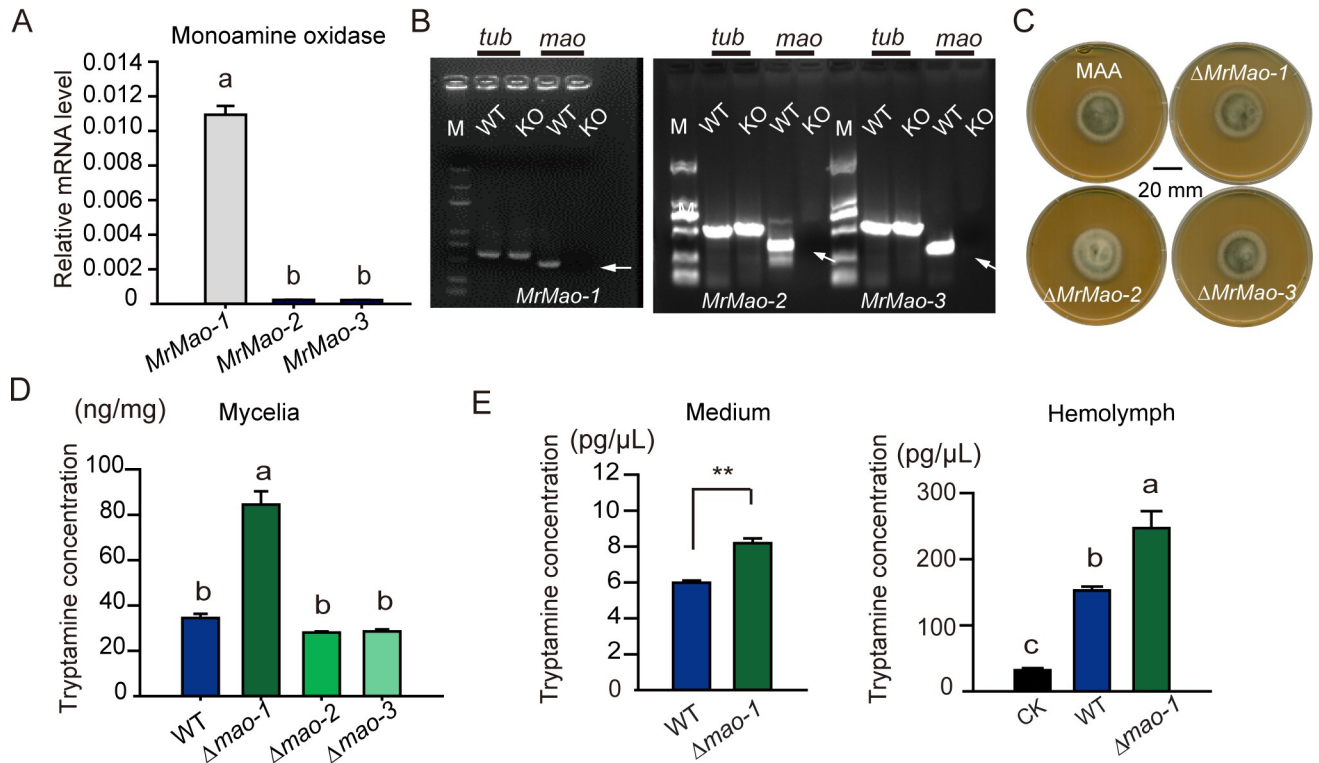 A
Monoamine oxidase
Relative mRNA level
0.014
0.012
0.010
0.008
0.006
0.004
0.002
0
a
b
b
MrMao-1
MrMao-2
MrMao-3
B
tub mao
M WT KO WT KO
MrMao-1
tub mao tub mao
M WT KO WT KO M WT KO WT KO
M
MrMao-2 MrMao-3
C
MAA
ΔMrMao-1
20 mm
ΔMrMao-2
ΔMrMao-3
D
(ng/mg) Mycelia
Tryptamine concentration
100
80
60
40
20
0
b
a
b
b
WT
Δmao-1
Δmao-2
Δmao-3
E
Medium
(pg/μL)
Tryptamine concentration
12
10
8
6
4
2
0
**
WT
Δmao-1
Hemolymph
(pg/μL)
Tryptamine concentration
300
200
100
0
c
b
a
CK
WT
Δmao-1